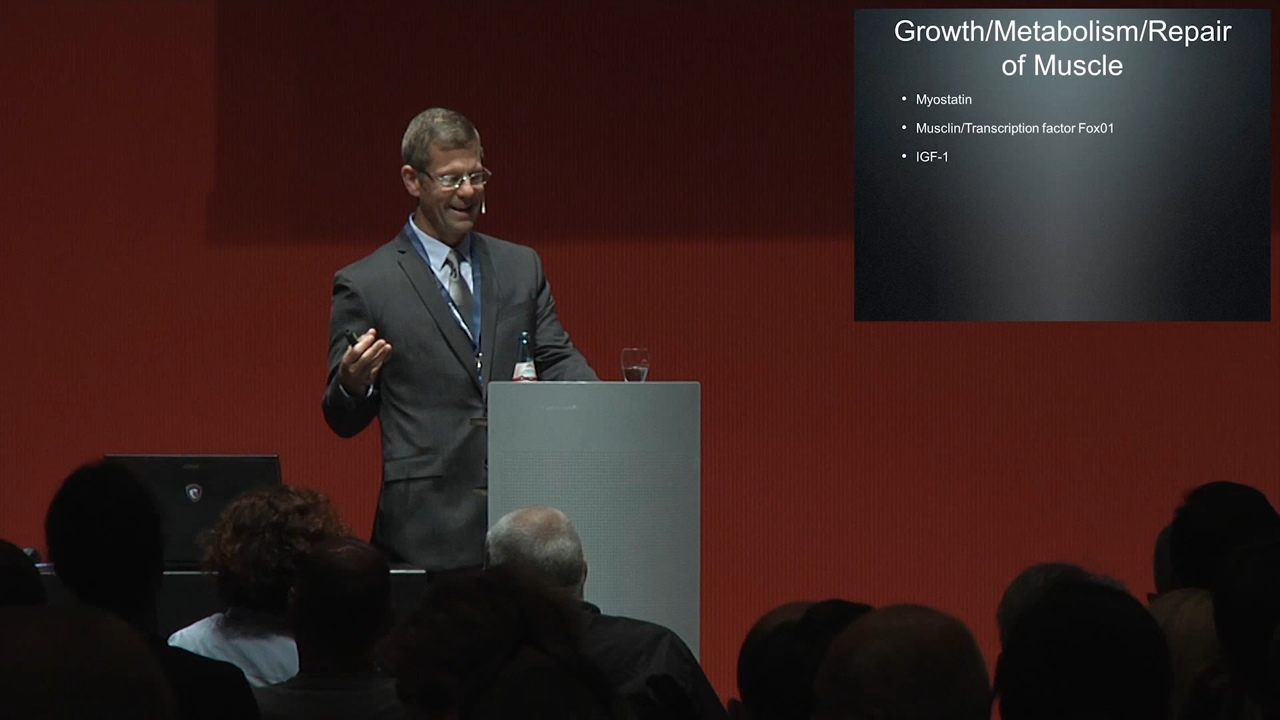 Growth/Metabolism/Repair
of Muscle
• Myostatin
• Musclin/Transcription factor Fox01
• IGF-1